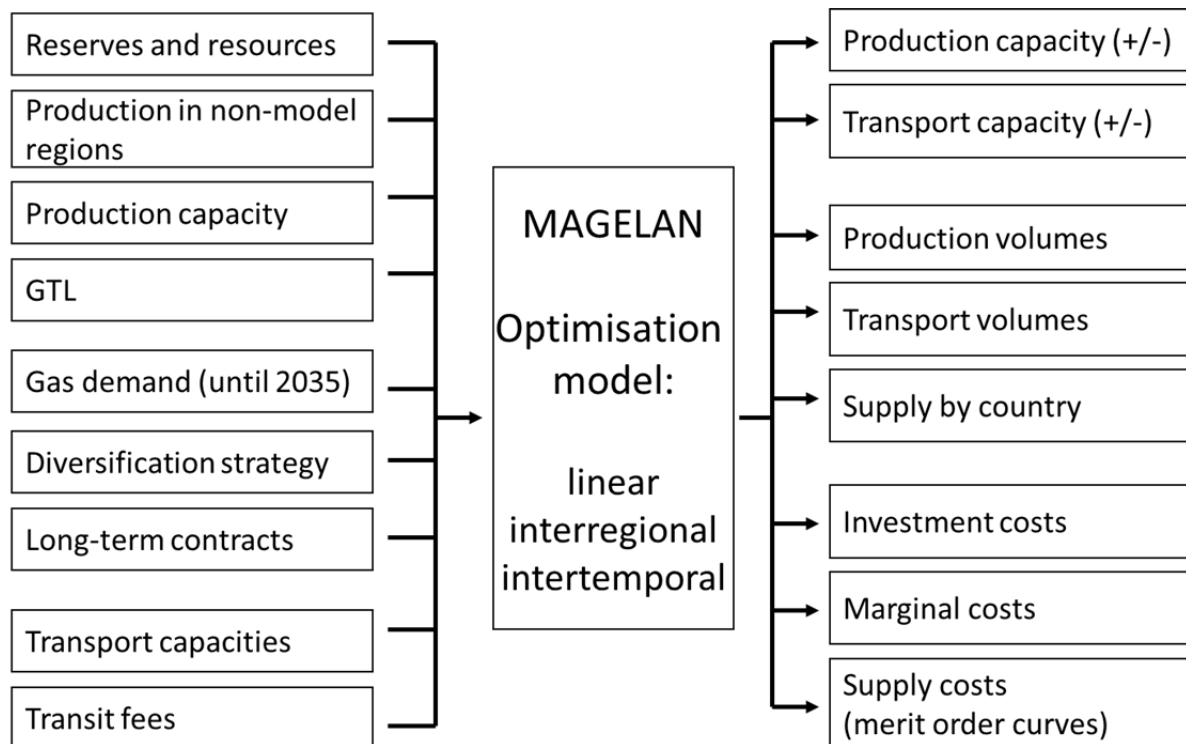 Reserves and resources
Production in non-model
regions
Production capacity
GTL
Gas demand (until 2035)
Diversification strategy
Long-term contracts
Transport capacities
Transit fees
MAGELAN
Optimisation
model:
linear
interregional
intertemporal
Production capacity (+/-)
Transport capacity (+/-)
Production volumes
Transport volumes
Supply by country
Investment costs
Marginal costs
Supply costs
(merit order curves)